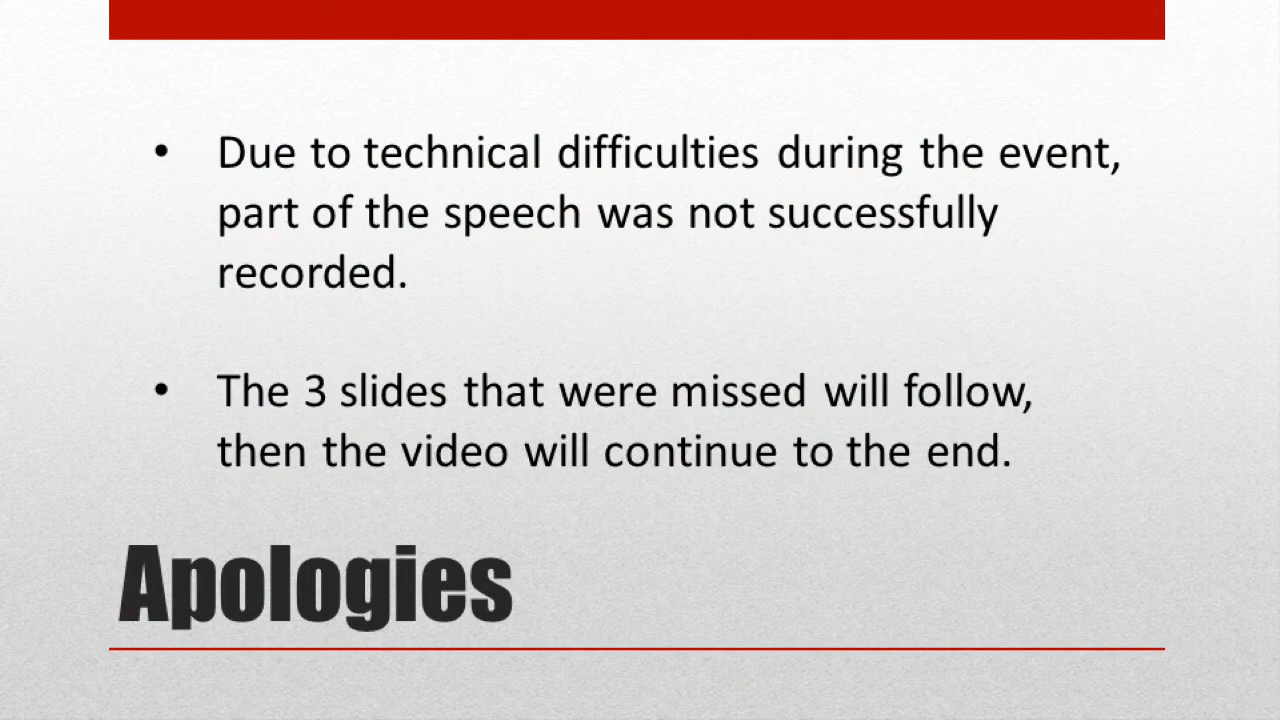 • Due to technical difficulties during the event,
part of the speech was not successfully
recorded.
• The 3 slides that were missed will follow,
then the video will continue to the end.
Apologies